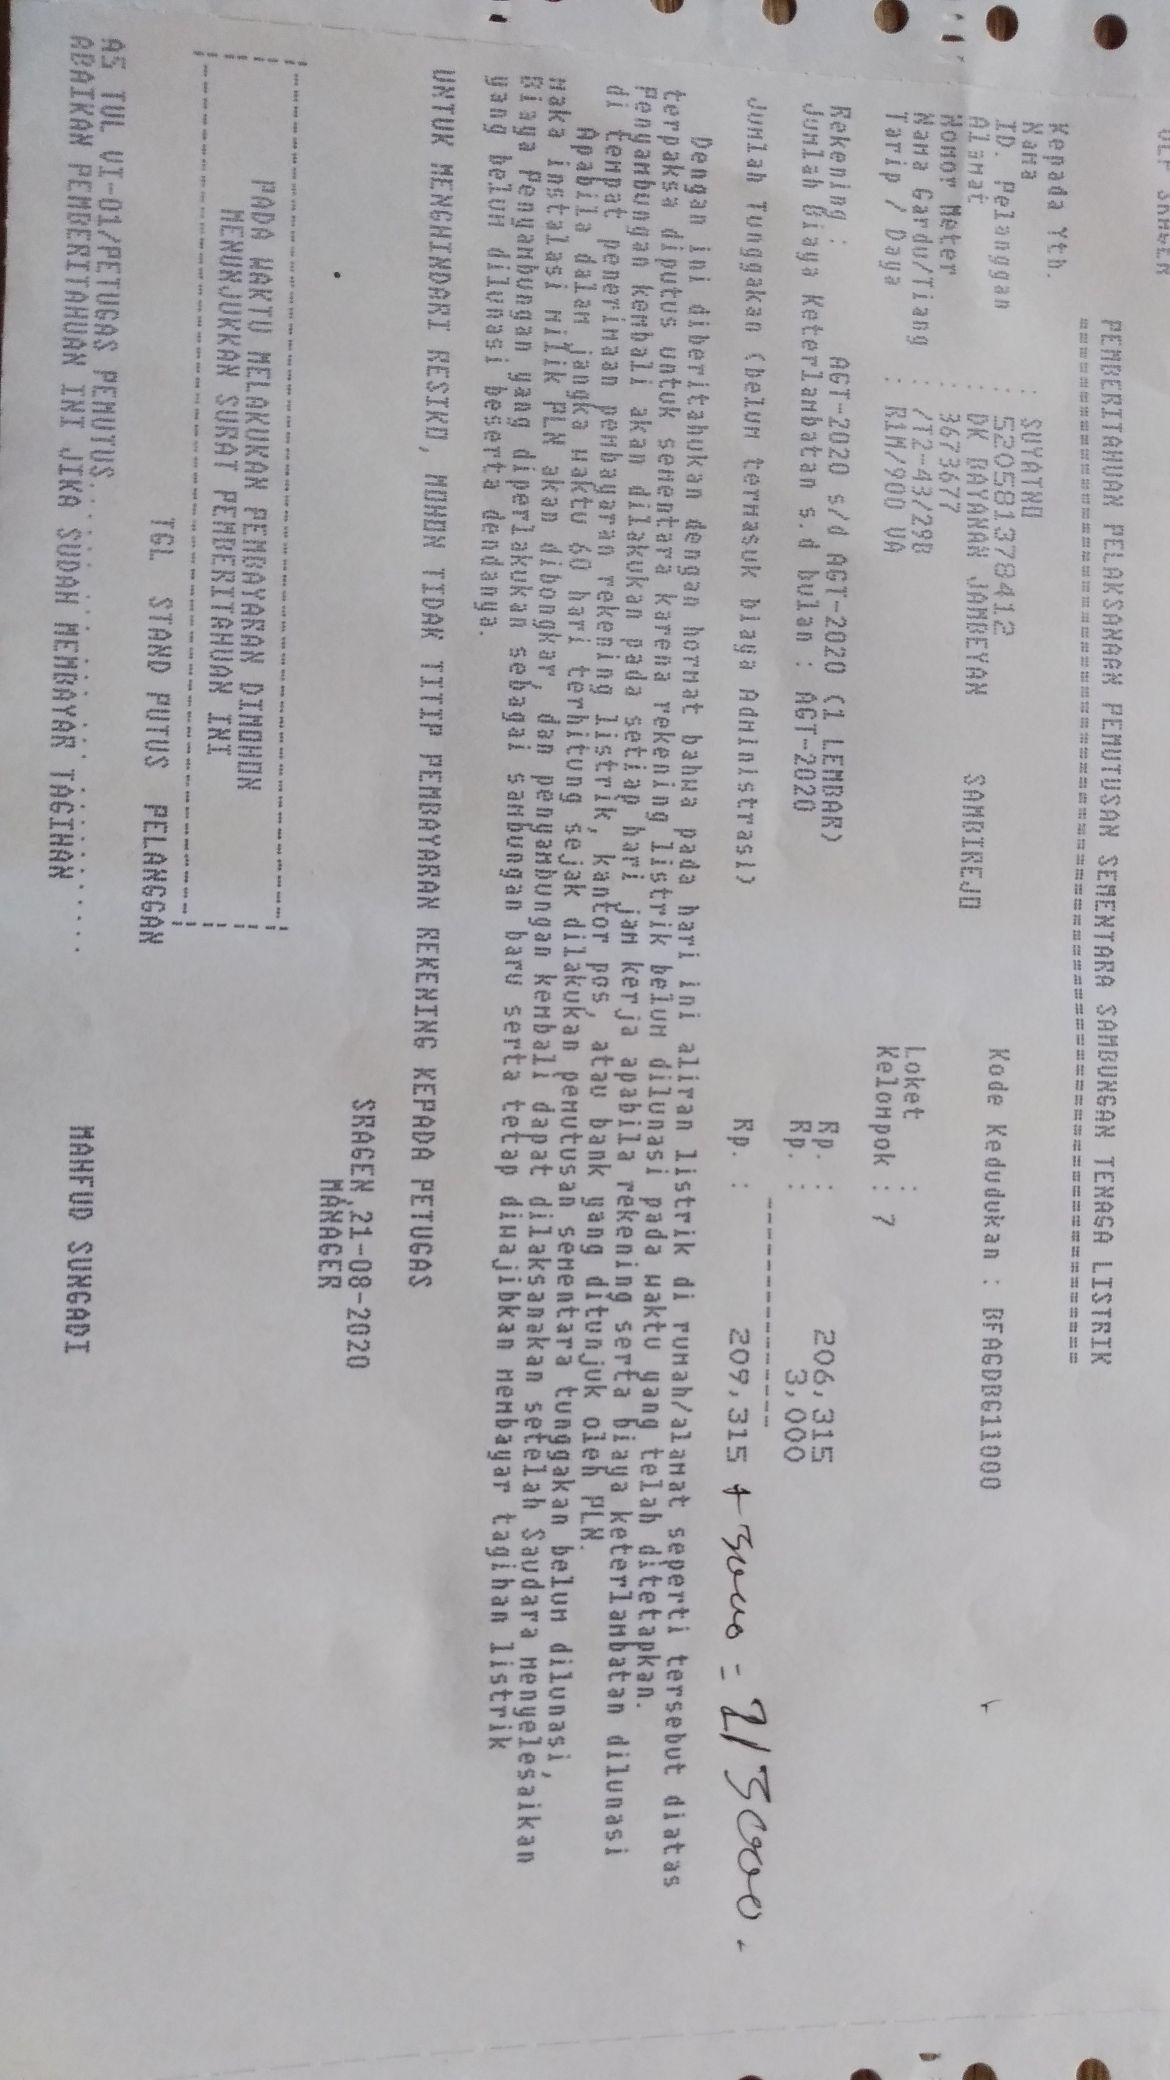 PEMBERITAHUAN PELAKSANAAN PEMUTUSAN SEMENTARA SAMBUNGAN TENAGA LISTRIK
Kepada Yth.
Nama : SUYATNO
ID. Pelanggan : 520581378412 Kode Kedudukan : BFAGDBG11000
Alamat : DK BAYANAN JAMBEYAN SAMBIREJO
Nomor Meter : 3673677
Nama Gardu/Tiang : /T2-43/29B Loket :
Tarip / Daya : R1M/900 VA Kelompok : 7
Rekening : AGT-2020 s/d AGT-2020 (1 LEMBAR) Rp. : 206,315
Jumlah Biaya Keterlambatan s.d bulan : AGT-2020 Rp. : 3,000
Jumlah Tunggakan (belum termasuk biaya Administrasi) Rp. : 209,315 + 3000 = 213000.
Dengan ini diberitahukan dengan hormat bahwa pada hari ini aliran listrik di rumah/alamat seperti tersebut diatas
terpaksa diputus untuk sementara karena rekening listrik belum dilunasi pada waktu yang telah ditetapkan.
Penyambungan kembali akan dilakukan pada setiap hari jam kerja apabila rekening serta biaya keterlambatan dilunasi
di tempat penerimaan pembayaran rekening listrik, kantor pos, atau bank yang ditunjuk oleh PLN.
Apabila dalam jangka waktu 60 hari terhitung sejak dilakukan pemutusan sementara tunggakan belum dilunasi,
maka instalasi milik PLN akan dibongkar, dan penyambungan kembali dapat dilaksanakan setelah Saudara menyelesaikan
Biaya Penyambungan yang diperlakukan sebagai sambungan baru serta tetap diwajibkan membayar tagihan listrik
yang belum dilunasi beserta dendanya.
UNTUK MENGHINDARI RESIKO, MOHON TIDAK TITIP PEMBAYARAN REKENING KEPADA PETUGAS
SRAGEN,21-08-2020
MANAGER
PADA WAKTU MELAKUKAN PEMBAYARAN DIMOHON
MENUNJUKKAN SURAT PEMBERITAHUAN INI
TGL STAND PUTUS PELANGGAN
AS TUL VI-01/PETUGAS PEMUTUS.......................
ABAIKAN PEMBERITAHUAN INI JIKA SUDAH MEMBAYAR TAGIHAN MAHFUD SUNGADI